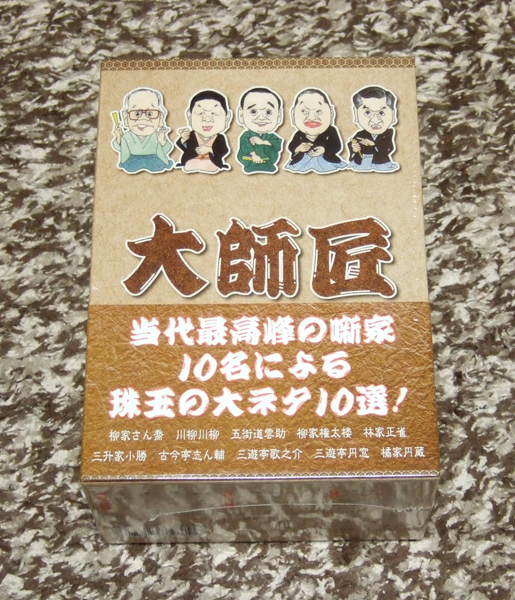 大師匠
当代最高峰の噺家
10名による
珠玉の大ネタ10選!
柳家さん喬 川柳川柳 五街道雲助 柳家権太楼 林家正雀
三升家小勝 古今亭志ん輔 三遊亭歌之介 三遊亭円窓 橘家円蔵